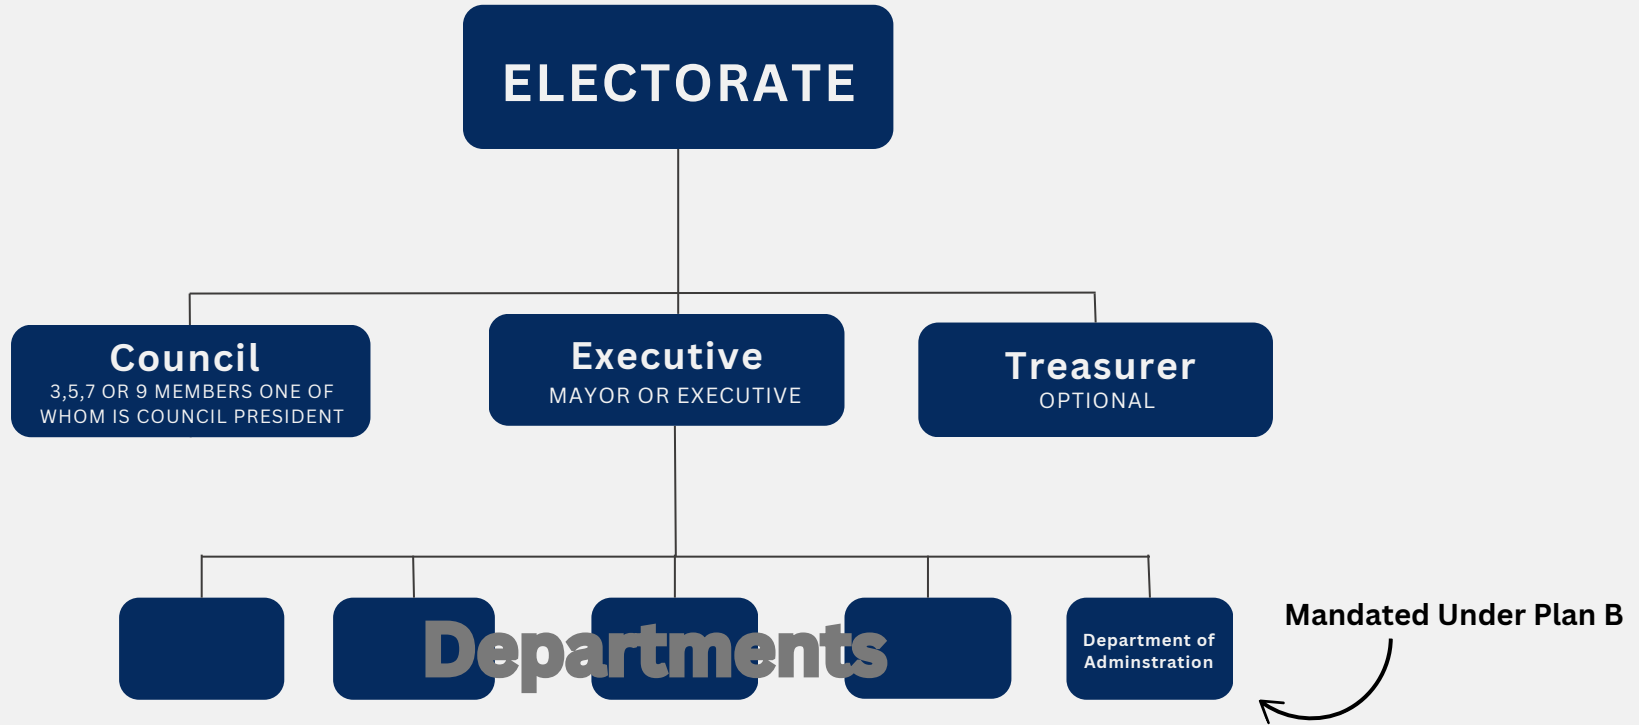 ELECTORATE
Council
3,5,7 OR 9 MEMBERS ONE OF
WHOM IS COUNCIL PRESIDENT
Executive
MAYOR OR EXECUTIVE
Treasurer
OPTIONAL
Departments
Department of
Adminstration
Mandated Under Plan B